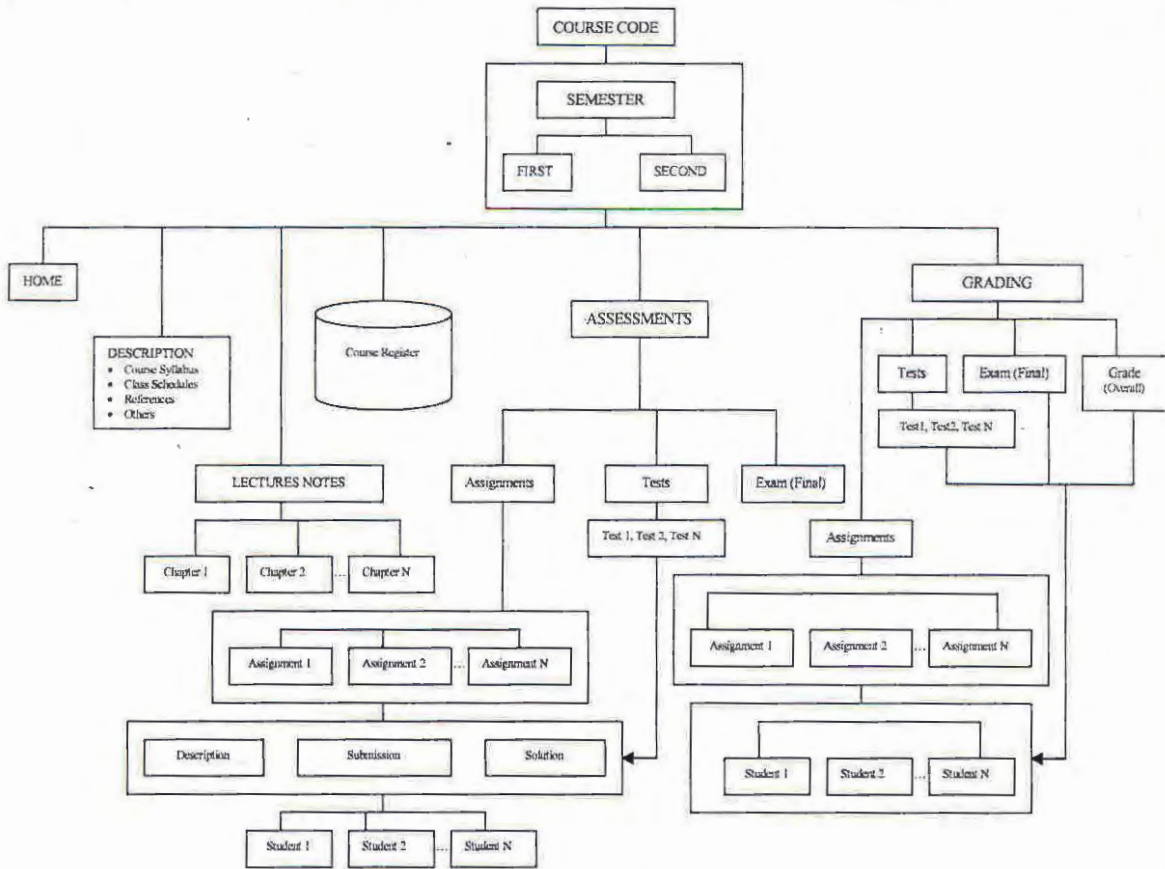 COURSE CODE
SEMESTER
FIRST
SECOND
HOME
DESCRIPTION
• Course Syllabus
• Class Schedules
• References
• Others
LECTURES NOTES
Chapter 1
Chapter 2
...
Chapter N
Course Register
ASSESSMENTS
Assignments
Tests
Exam (Final)
Test 1, Test 2, Test N
Assignment 1
Assignment 2
...
Assignment N
Description
Submission
Solution
Student 1
Student 2
...
Student N
GRADING
Tests
Exam (Final)
Grade
(Overall)
Test1, Test2, Test N
Assignments
Assignment 1
Assignment 2
...
Assignment N
Student 1
Student 2
...
Student N